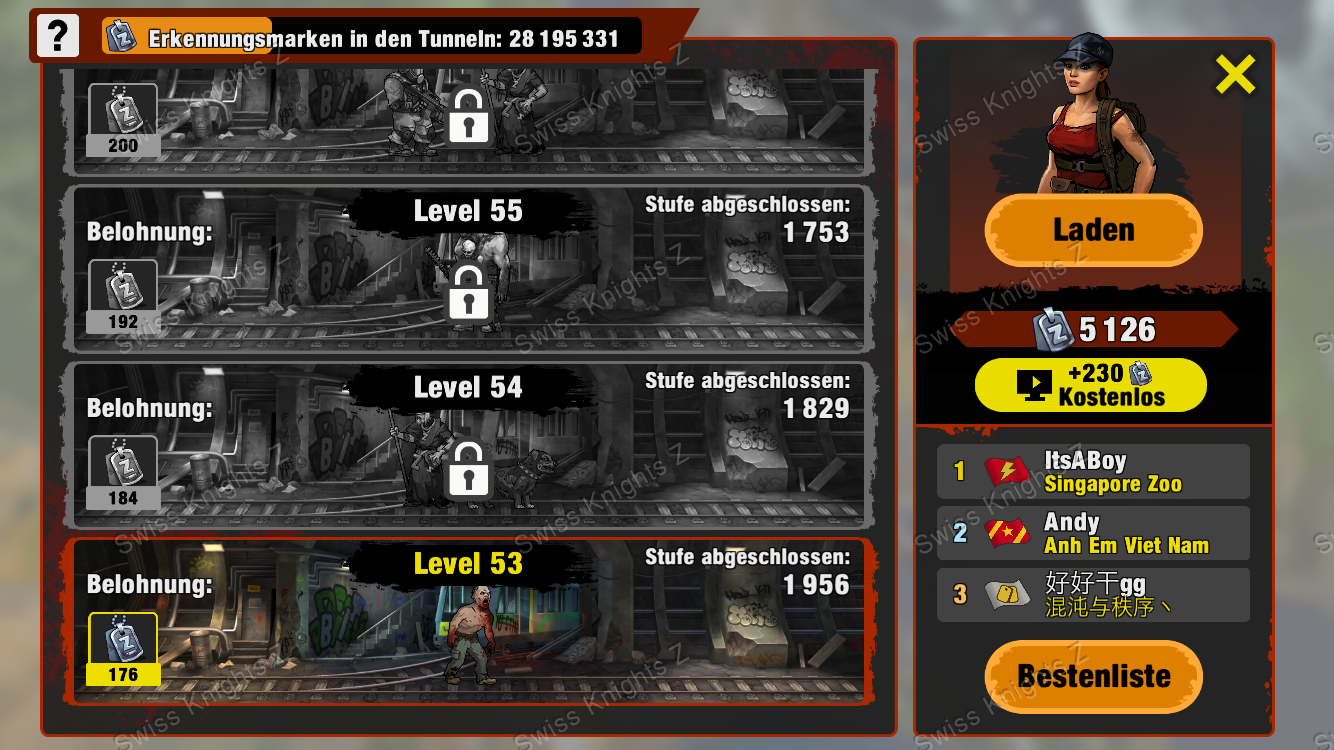 ?
Erkennungsmarken in den Tunneln: 28 195 331
200
Level 55
Stufe abgeschlossen:
1 753
Belohnung:
192
Level 54
Stufe abgeschlossen:
1 829
Belohnung:
184
Level 53
Stufe abgeschlossen:
1 956
Belohnung:
176
Laden
5 126
+230
Kostenlos
1
ItsABoy
Singapore Zoo
2
Andy
Anh Em Viet Nam
3
好好干gg
混沌与秩序丶
Bestenliste
Swiss Knights Z